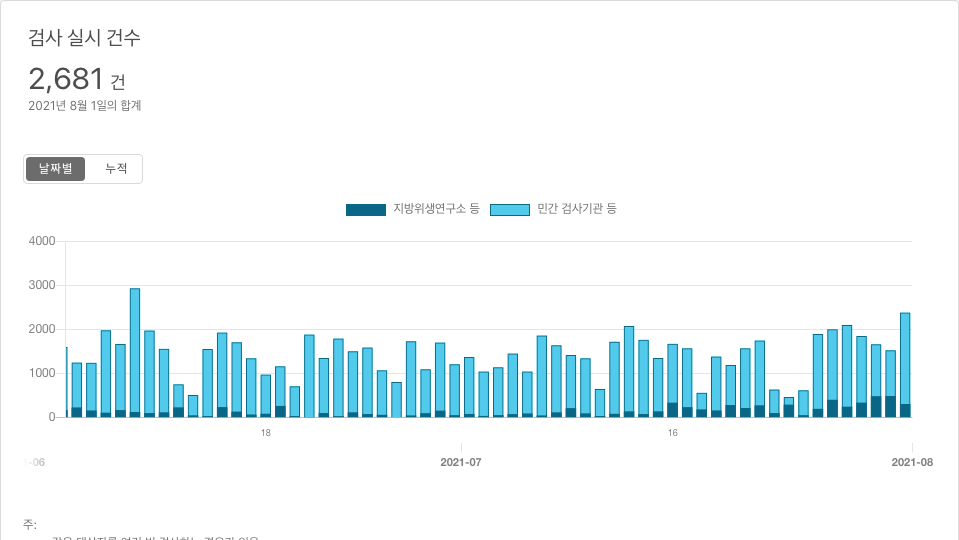 검사 실시 건수
2,681 건
2021년 8월 1일의 합계
날짜별 누적
지방위생연구소 등 민간 검사기관 등
4000
3000
2000
1000
0
18 16
-06 2021-07 2021-08
주: